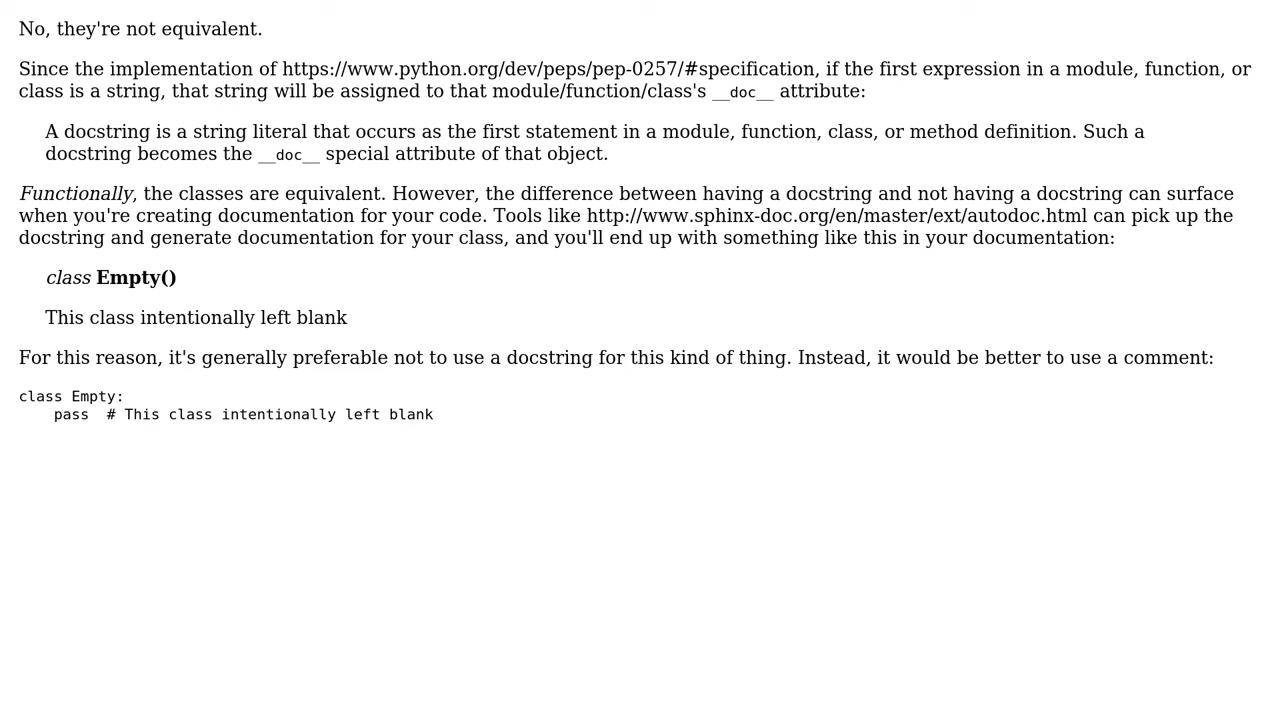 No, they're not equivalent.
Since the implementation of https://www.python.org/dev/peps/pep-0257/#specification, if the first expression in a module, function, or
class is a string, that string will be assigned to that module/function/class's __doc__ attribute:
A docstring is a string literal that occurs as the first statement in a module, function, class, or method definition. Such a
docstring becomes the __doc__ special attribute of that object.
Functionally, the classes are equivalent. However, the difference between having a docstring and not having a docstring can surface
when you're creating documentation for your code. Tools like http://www.sphinx-doc.org/en/master/ext/autodoc.html can pick up the
docstring and generate documentation for your class, and you'll end up with something like this in your documentation:
class Empty()
This class intentionally left blank
For this reason, it's generally preferable not to use a docstring for this kind of thing. Instead, it would be better to use a comment:
class Empty:
    pass  # This class intentionally left blank